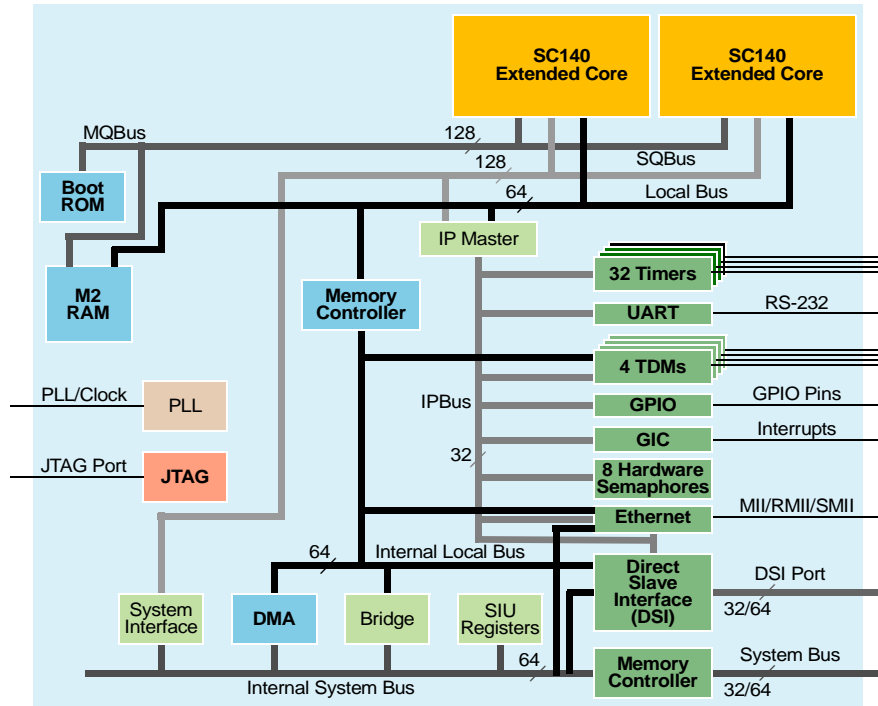 SC140
Extended Core
SC140
Extended Core
MQBus
128
128
SQBus
64
Local Bus
Boot
ROM
IP Master
M2
RAM
Memory
Controller
32 Timers
UART
RS-232
4 TDMs
PLL/Clock
PLL
IPBus
GPIO
GPIO Pins
GIC
Interrupts
32
JTAG Port
JTAG
8 Hardware
Semaphores
Ethernet
MII/RMII/SMII
64
Internal Local Bus
Direct
Slave
Interface
(DSI)
DSI Port
32/64
System
Interface
DMA
Bridge
SIU
Registers
64
Internal System Bus
Memory
Controller
System Bus
32/64